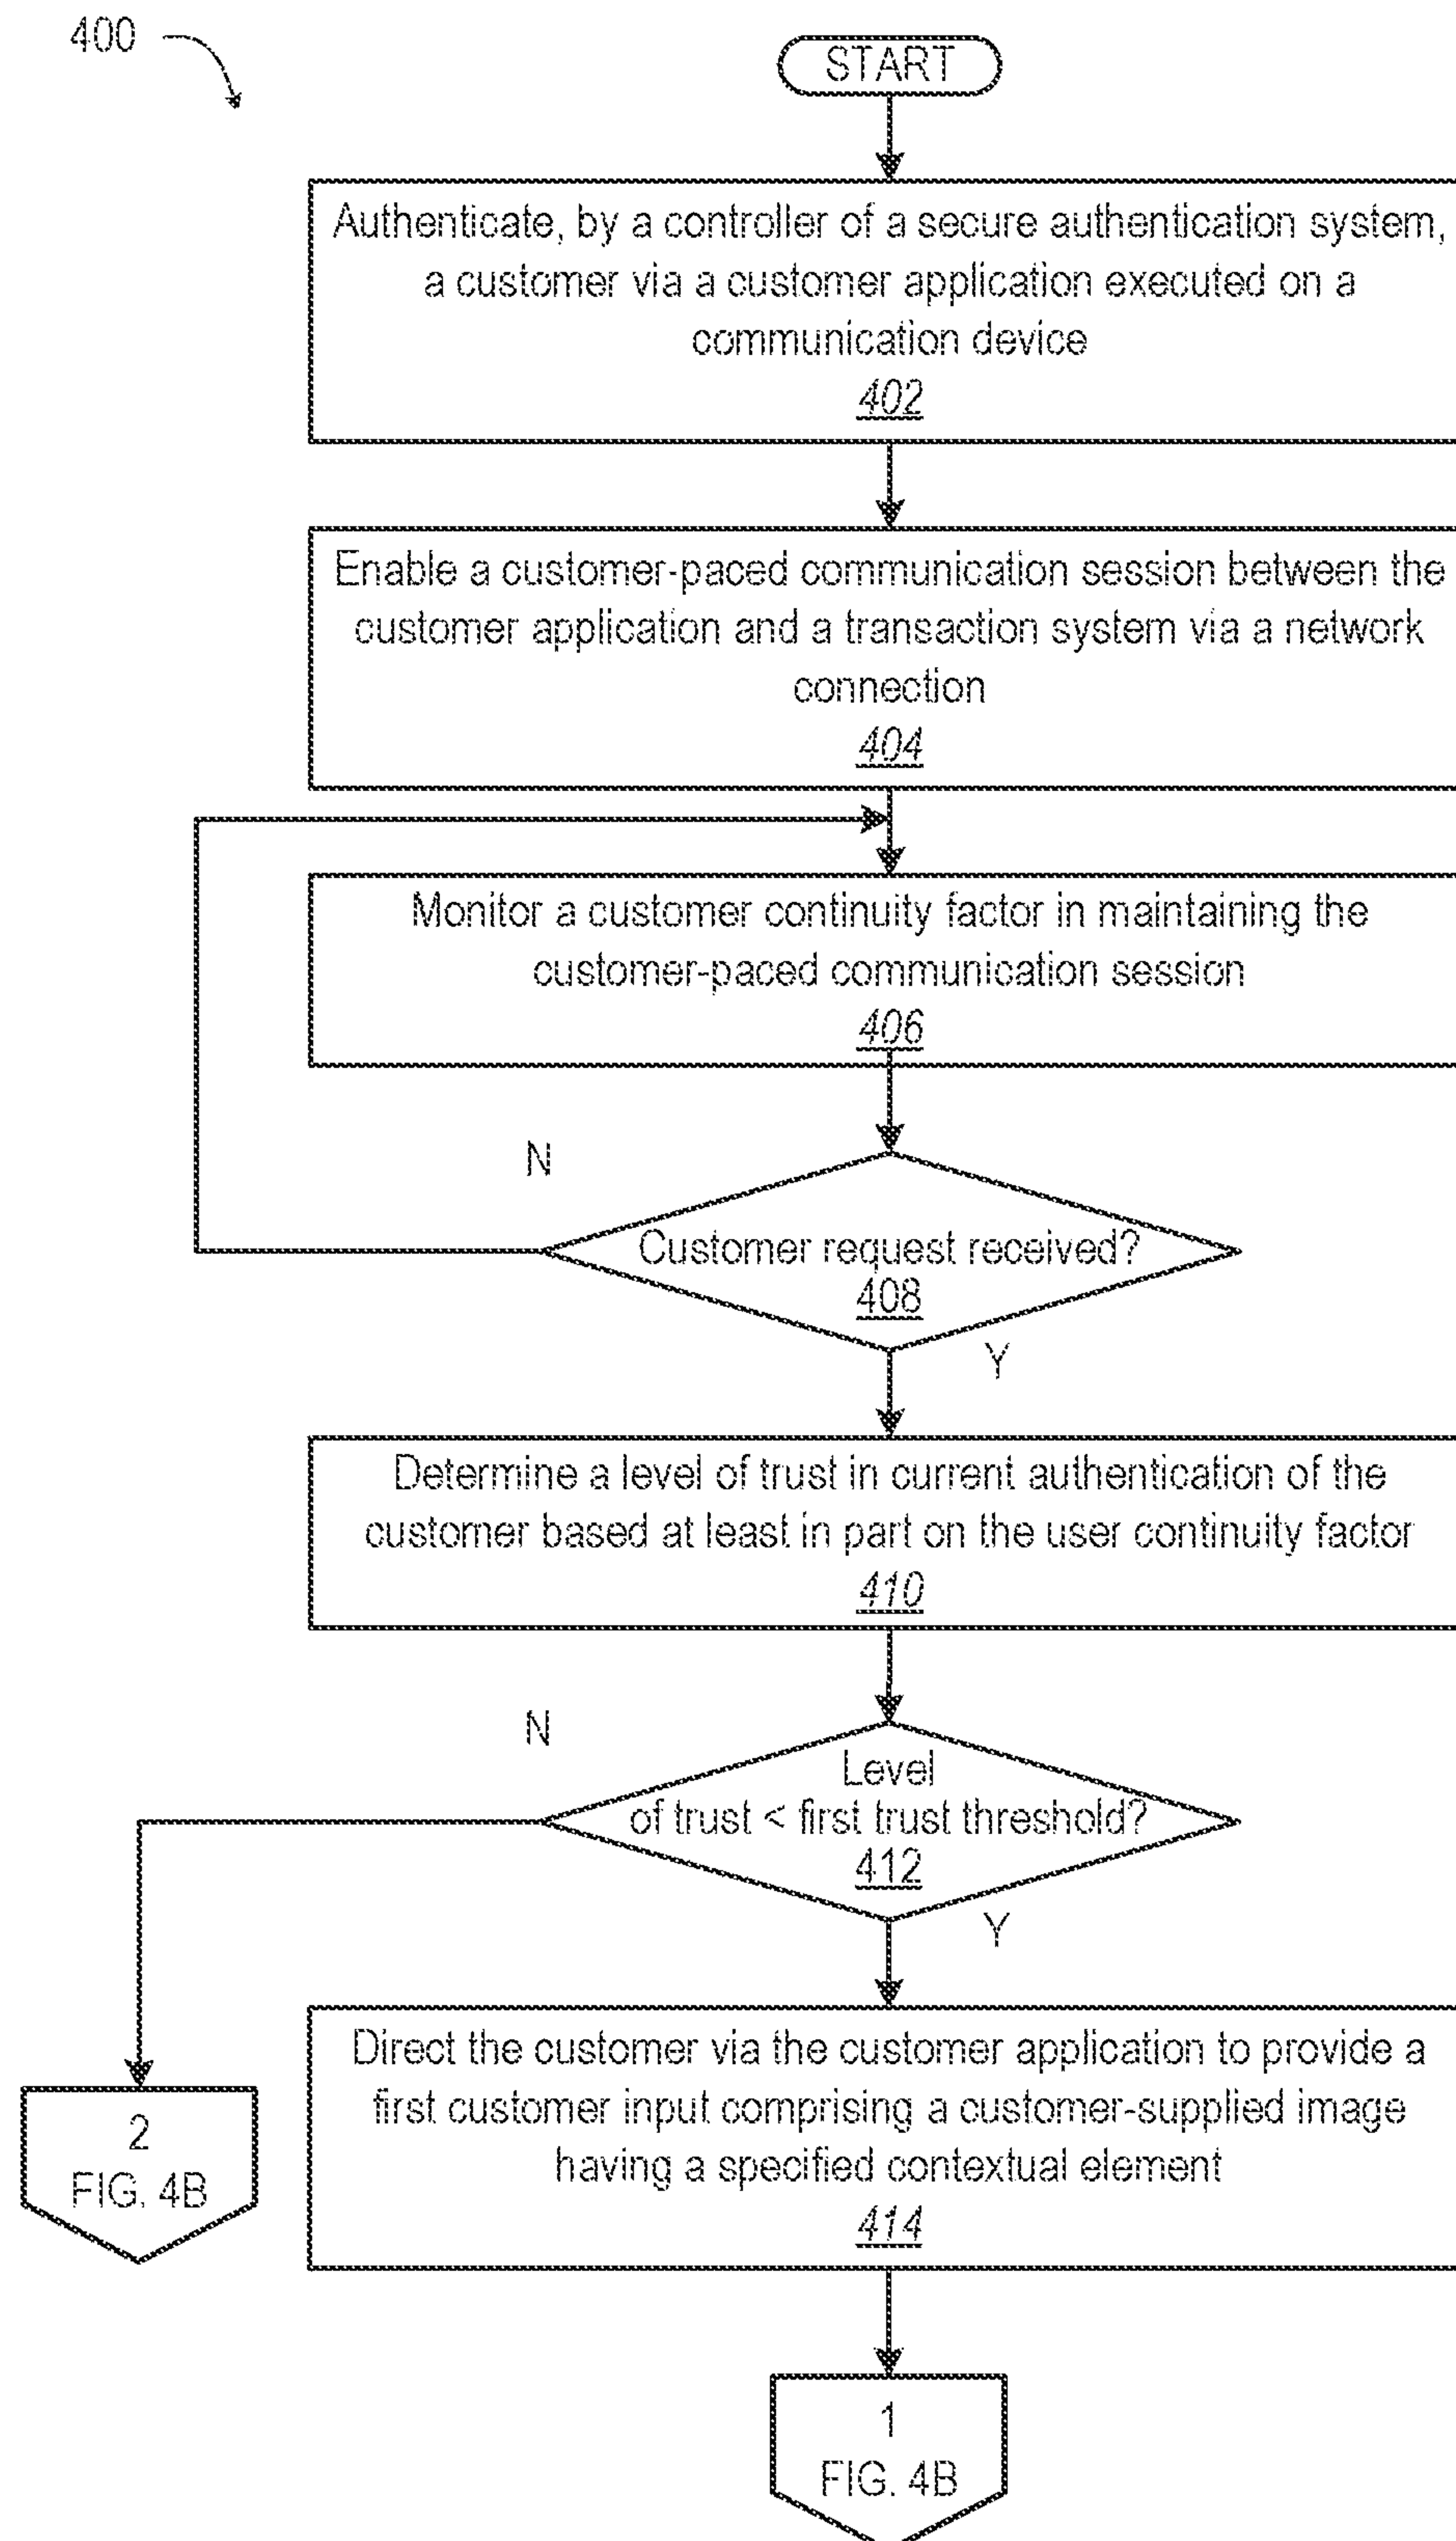 400
START
Authenticate, by a controller of a secure authentication system,
a customer via a customer application executed on a
communication device
402
Enable a customer-paced communication session between the
customer application and a transaction system via a network
connection
404
Monitor a customer continuity factor in maintaining the
customer-paced communication session
406
N
Customer request received?
408
Y
Determine a level of trust in current authentication of the
customer based at least in part on the user continuity factor
410
N
Level
of trust < first trust threshold?
412
Y
Direct the customer via the customer application to provide a
first customer input comprising a customer-supplied image
having a specified contextual element
414
2
FIG. 4B
1
FIG. 4B